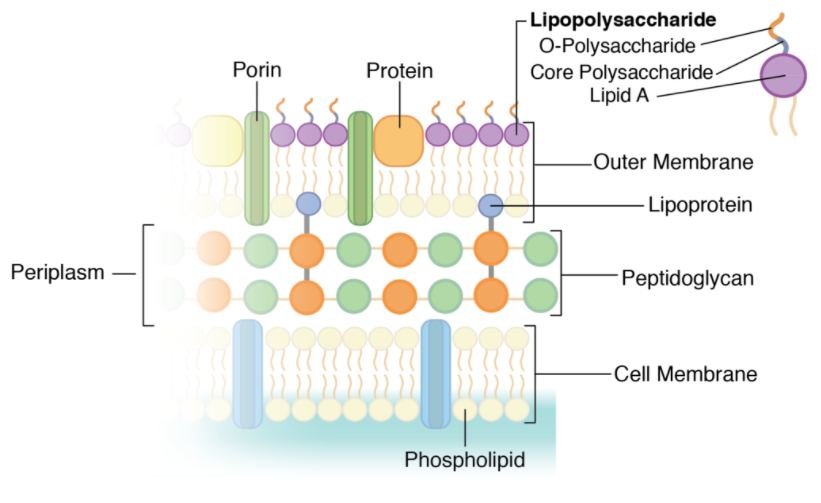 Lipopolysaccharide
O-Polysaccharide
Core Polysaccharide
Lipid A
Porin
Protein
Outer Membrane
Lipoprotein
Periplasm
Peptidoglycan
Cell Membrane
Phospholipid